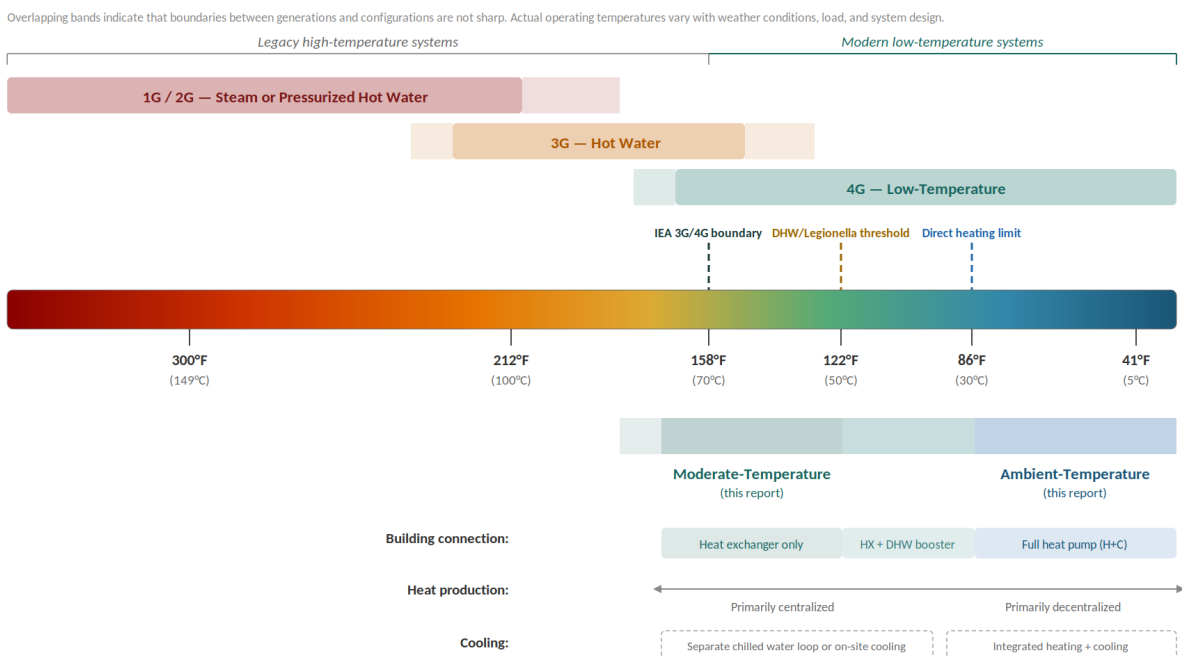 Overlapping bands indicate that boundaries between generations and configurations are not sharp. Actual operating temperatures vary with weather conditions, load, and system design.
Legacy high-temperature systems
Modern low-temperature systems
1G / 2G — Steam or Pressurized Hot Water
3G — Hot Water
4G — Low-Temperature
IEA 3G/4G boundary
DHW/Legionella threshold
Direct heating limit
300°F
212°F
158°F
122°F
86°F
41°F
(149°C)
(100°C)
(70°C)
(50°C)
(30°C)
(5°C)
Moderate-Temperature
(this report)
Ambient-Temperature
(this report)
Building connection:
Heat exchanger only
HX + DHW booster
Full heat pump (H+C)
Heat production:
Primarily centralized
Primarily decentralized
Cooling:
Separate chilled water loop or on-site cooling
Integrated heating + cooling